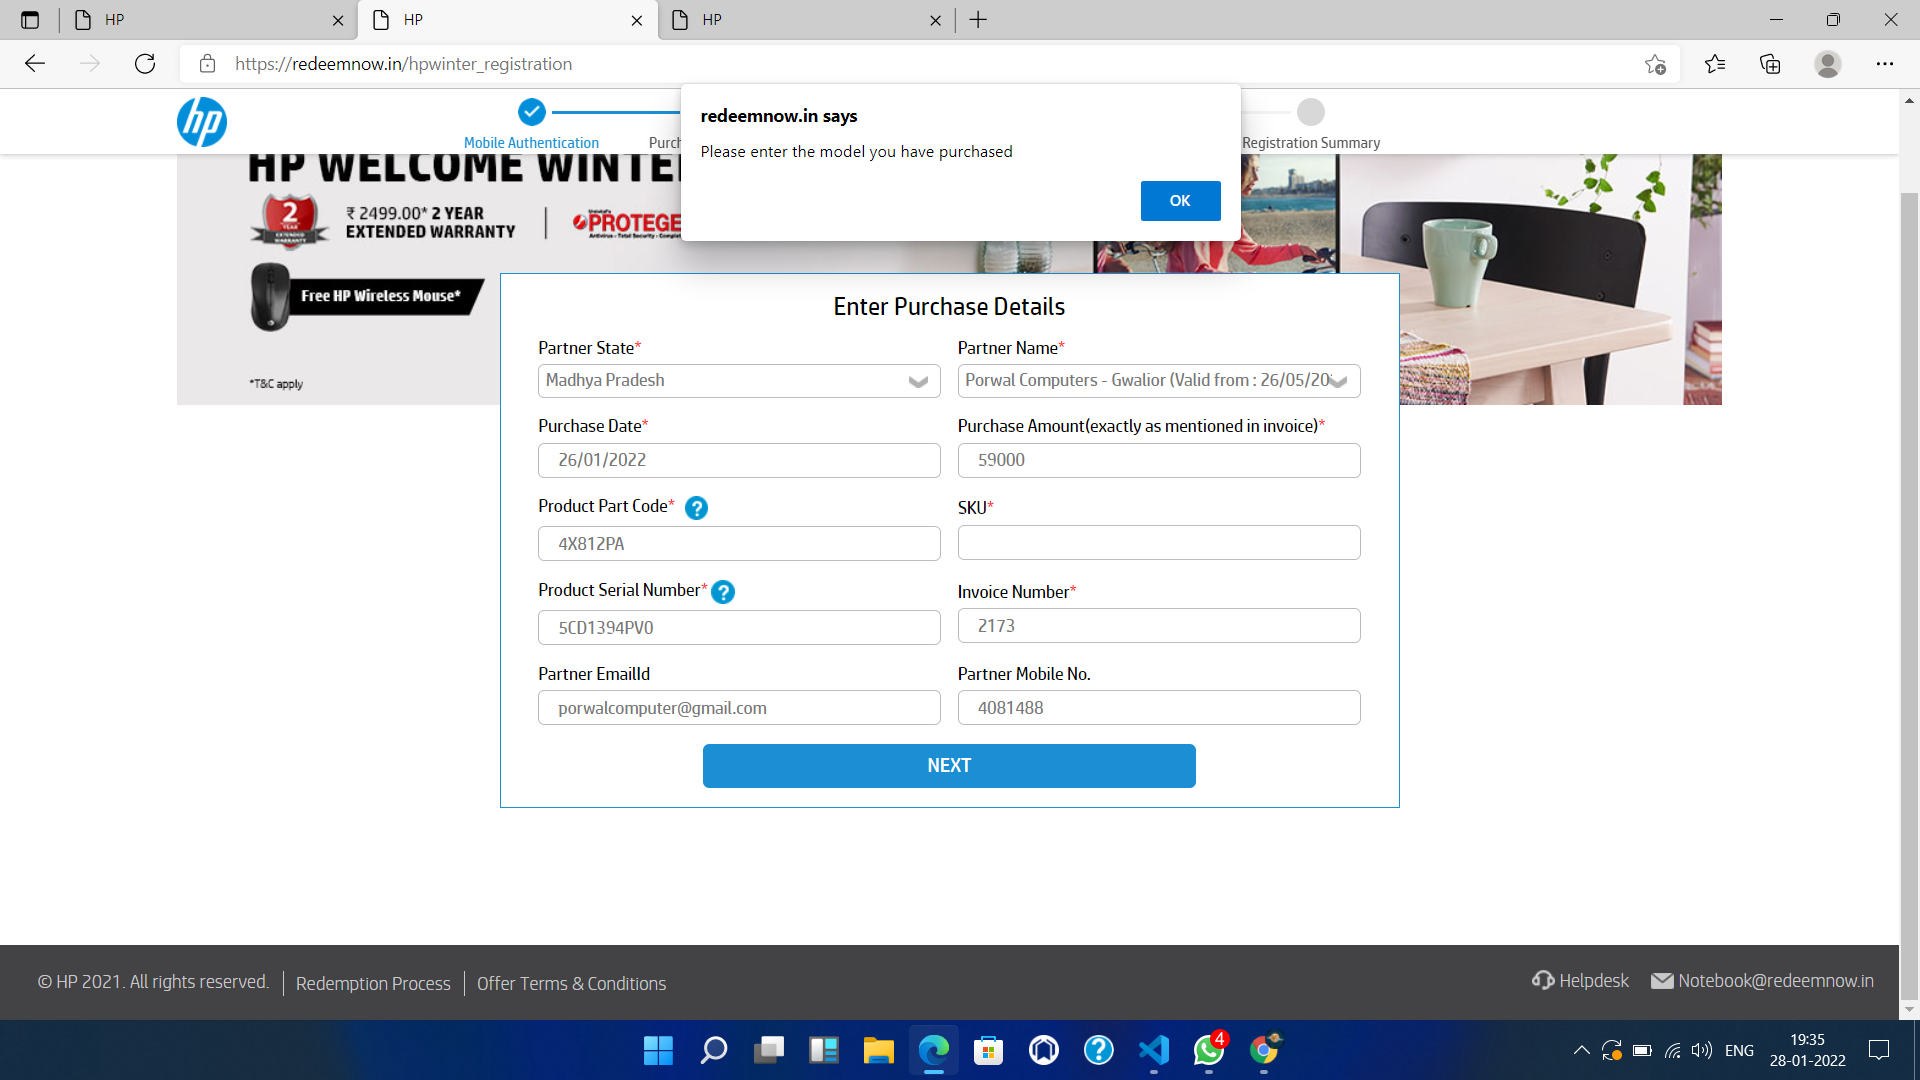 HP
HP
HP
https://redeemnow.in/hpwinter_registration
hp
Mobile Authentication
Registration Summary
redeemnow.in says
Please enter the model you have purchased
OK
HP WELCOME WINTE
2
YEAR
EXTENDED
WARRANTY
₹ 2499.00* 2 YEAR
EXTENDED WARRANTY
PROTEGE
Free HP Wireless Mouse*
*T&C apply
Enter Purchase Details
Partner State*
Partner Name*
Madhya Pradesh
Porwal Computers - Gwalior (Valid from : 26/05/20
Purchase Date*
Purchase Amount(exactly as mentioned in invoice)*
26/01/2022
59000
Product Part Code* ?
SKU*
4X812PA
Product Serial Number* ?
Invoice Number*
5CD1394PV0
2173
Partner EmailId
Partner Mobile No.
porwalcomputer@gmail.com
4081488
NEXT
© HP 2021. All rights reserved.
Redemption Process
Offer Terms & Conditions
Helpdesk
Notebook@redeemnow.in
4
ENG
19:35
28-01-2022